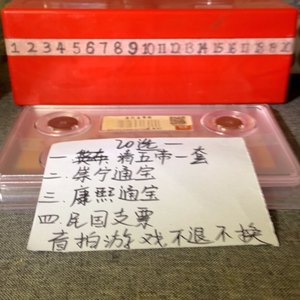 1 2 3 4 5 6 7 8 9 10 11 12 13 14 15 16 17 18 19 20
20选一
一. 精五帝一套
二. 崇宁通宝
三. 康熙通宝
四. 民国支票
盲拍游戏不退不换